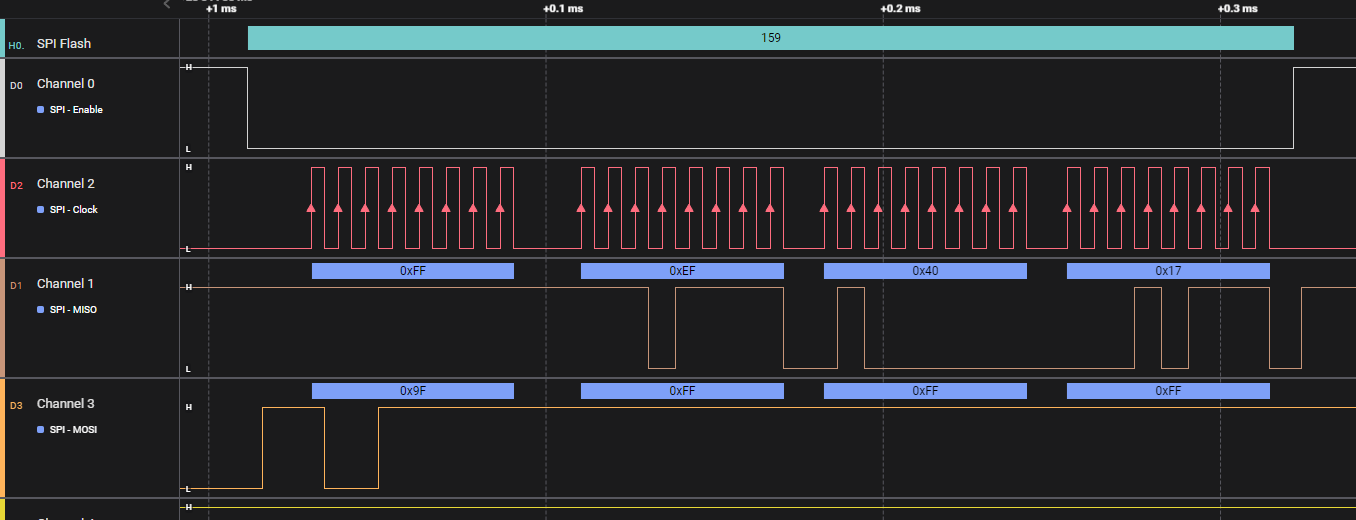 +1 ms
+0.1 ms
+0.2 ms
+0.3 ms
H0. SPI Flash
159
D0 Channel 0
SPI - Enable
H
L
D2 Channel 2
SPI - Clock
H
L
D1 Channel 1
SPI - MISO
H
L
0xFF
0xEF
0x40
0x17
D3 Channel 3
SPI - MOSI
H
L
0x9F
0xFF
0xFF
0xFF
H